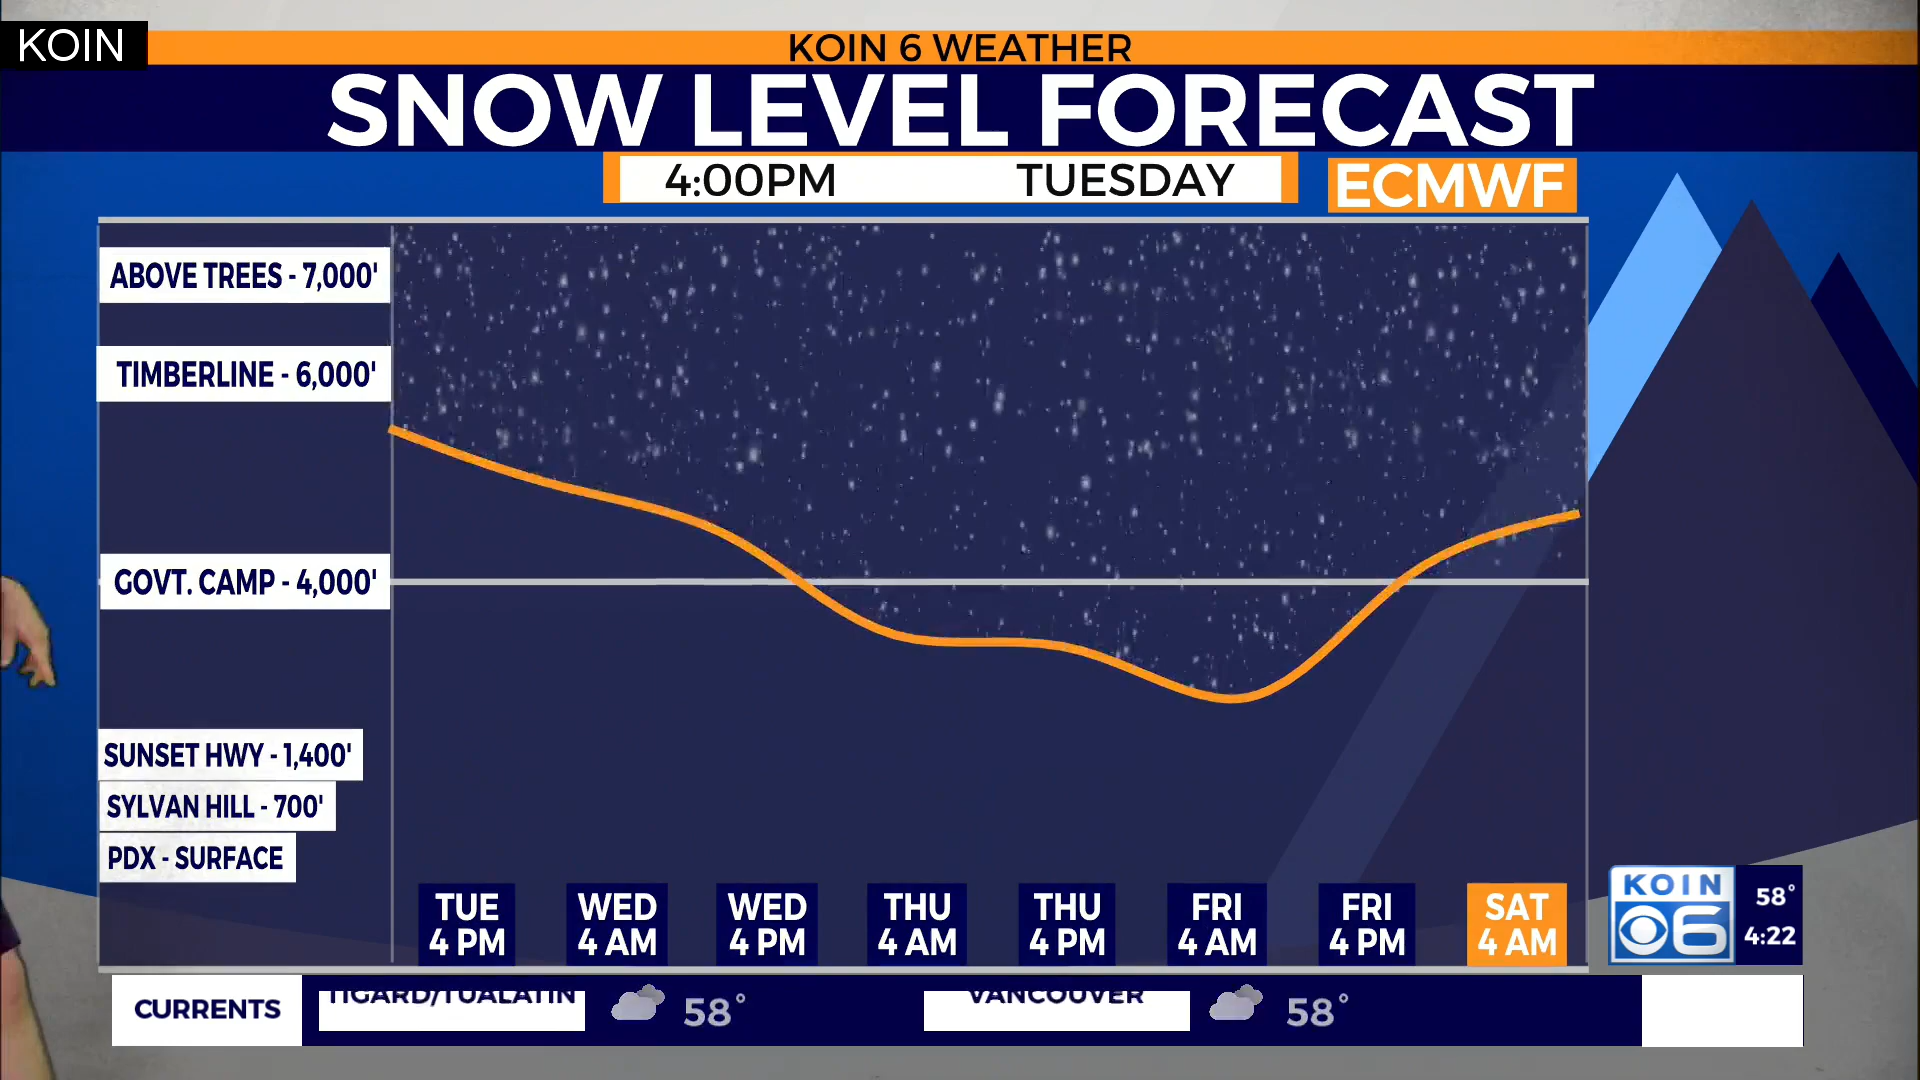 KOIN
KOIN 6 WEATHER
SNOW LEVEL FORECAST
4:00PM TUESDAY ECMWF
ABOVE TREES - 7,000'
TIMBERLINE - 6,000'
GOVT. CAMP - 4,000'
SUNSET HWY - 1,400'
SYLVAN HILL - 700'
PDX - SURFACE
TUE 4 PM
WED 4 AM
WED 4 PM
THU 4 AM
THU 4 PM
FRI 4 AM
FRI 4 PM
SAT 4 AM
KOIN 6
58°
4:22
CURRENTS TIGARD/TUALATIN 58° VANCOUVER 58°